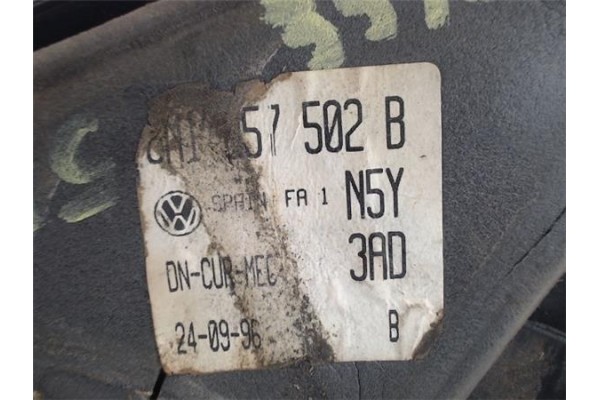 57 502 B
SPAIN FA 1 N5Y
DN-CUR-MEC 3AD
24-09-96 B